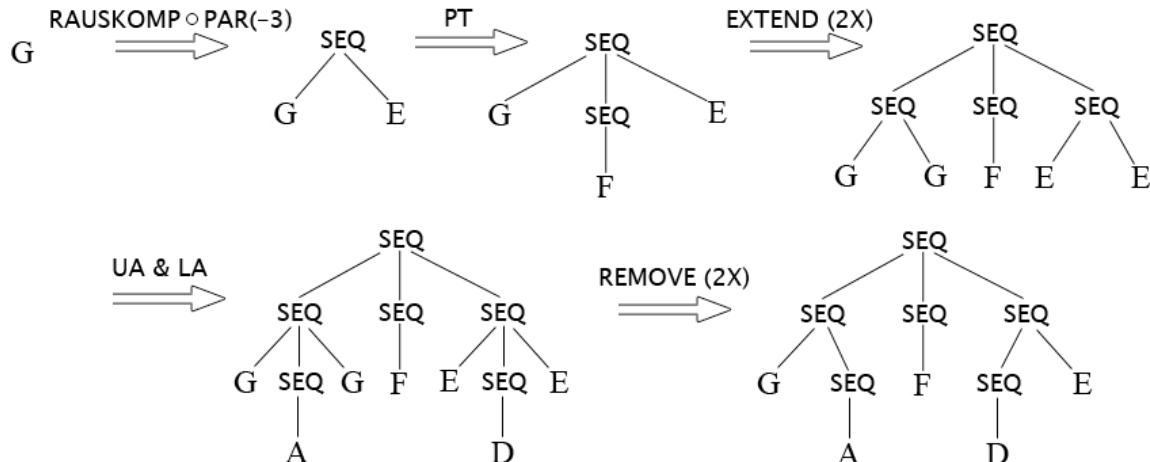 RAUSKOMP ∘ PAR(−3) PT EXTEND (2X)
G SEQ SEQ SEQ
G E G SEQ E SEQ SEQ SEQ
F G G F E E
UA & LA SEQ REMOVE (2X) SEQ
SEQ SEQ SEQ SEQ SEQ SEQ
G SEQ G F E SEQ E G SEQ F SEQ E
A D A D